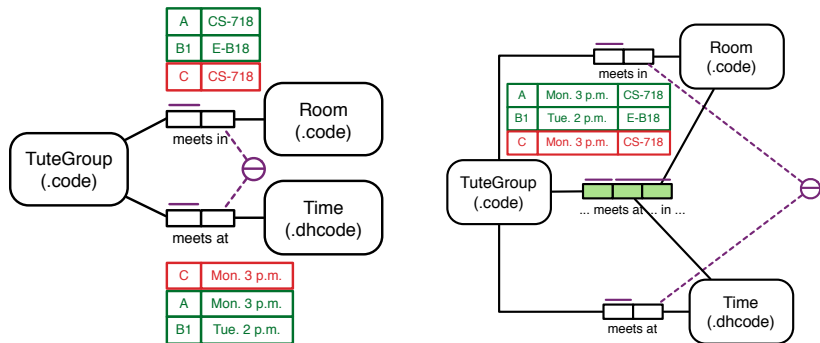 A CS-718
B1 E-B18
C CS-718
Room
(.code)
meets in
TuteGroup
(.code)
Time
(.dhcode)
meets at
C Mon. 3 p.m.
A Mon. 3 p.m.
B1 Tue. 2 p.m.
Room
(.code)
meets in
A Mon. 3 p.m. CS-718
B1 Tue. 2 p.m. E-B18
C Mon. 3 p.m. CS-718
TuteGroup
(.code)
... meets at ... in ...
Time
(.dhcode)
meets at